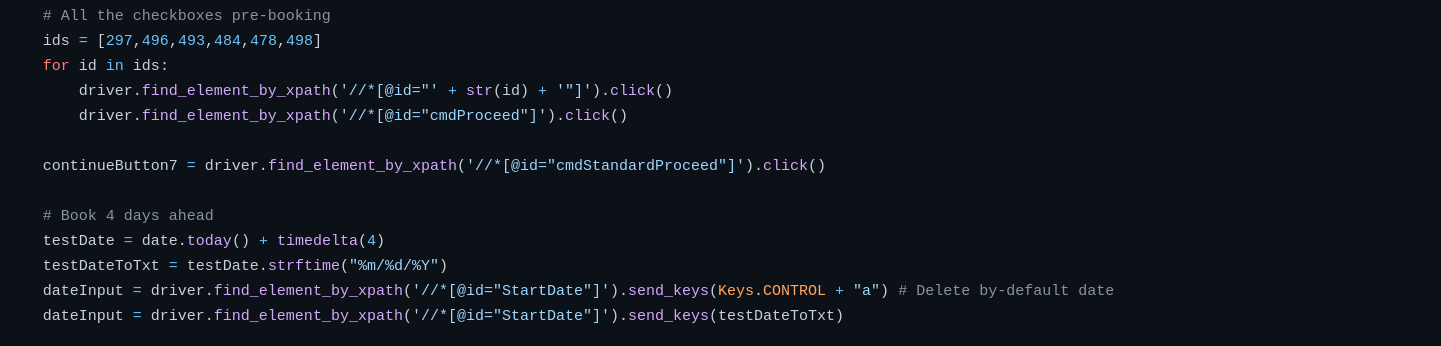 # All the checkboxes pre-booking
ids = [297,496,493,484,478,498]
for id in ids:
    driver.find_element_by_xpath('//*[@id="' + str(id) + '"]').click()
    driver.find_element_by_xpath('//*[@id="cmdProceed"]').click()

continueButton7 = driver.find_element_by_xpath('//*[@id="cmdStandardProceed"]').click()

# Book 4 days ahead
testDate = date.today() + timedelta(4)
testDateToTxt = testDate.strftime("%m/%d/%Y")
dateInput = driver.find_element_by_xpath('//*[@id="StartDate"]').send_keys(Keys.CONTROL + "a") # Delete by-default date
dateInput = driver.find_element_by_xpath('//*[@id="StartDate"]').send_keys(testDateToTxt)